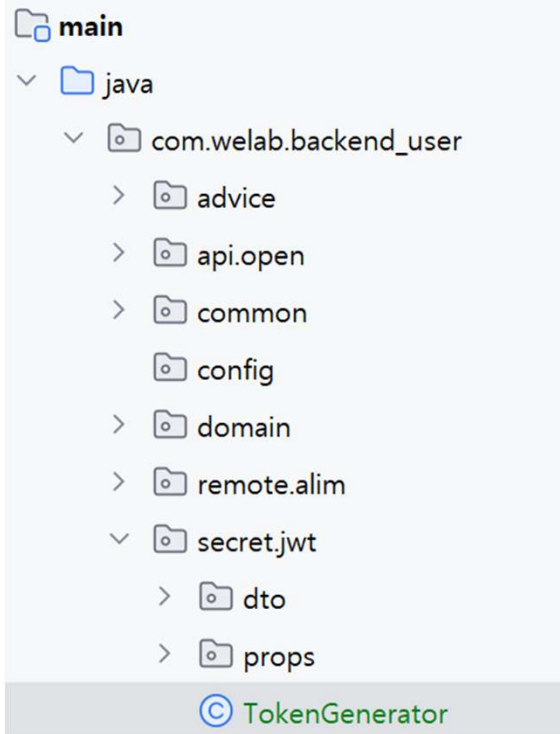 main
java
com.welab.backend_user
advice
api.open
common
config
domain
remote.alim
secret.jwt
dto
props
TokenGenerator